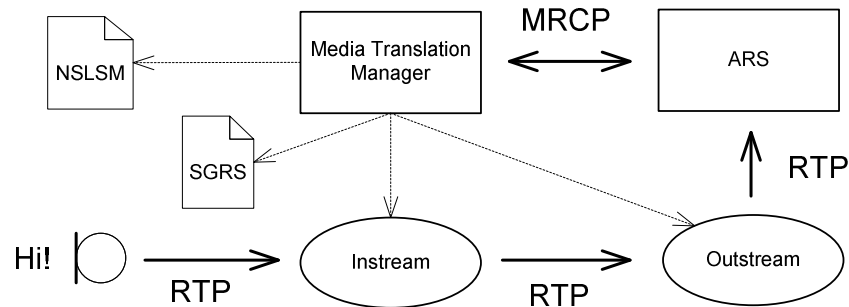 MRCP
NSLSM
Media Translation
Manager
ARS
SGRS
RTP
Hi!
RTP
Instream
RTP
Outstream